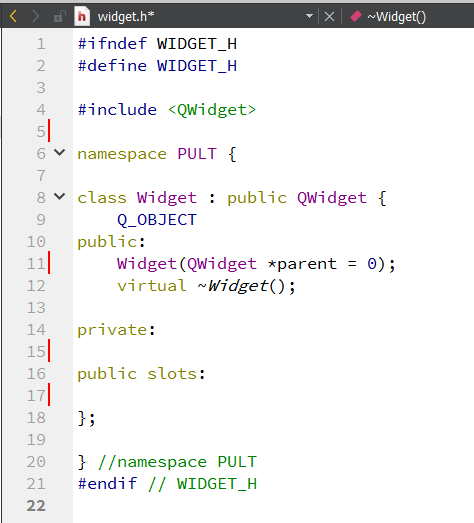 h widget.h* ~Widget()
1 #ifndef WIDGET_H
2 #define WIDGET_H
3
4 #include <QWidget>
5
6 namespace PULT {
7
8 class Widget : public QWidget {
9     Q_OBJECT
10 public:
11     Widget(QWidget *parent = 0);
12     virtual ~Widget();
13
14 private:
15
16 public slots:
17
18 };
19
20 } //namespace PULT
21 #endif // WIDGET_H
22